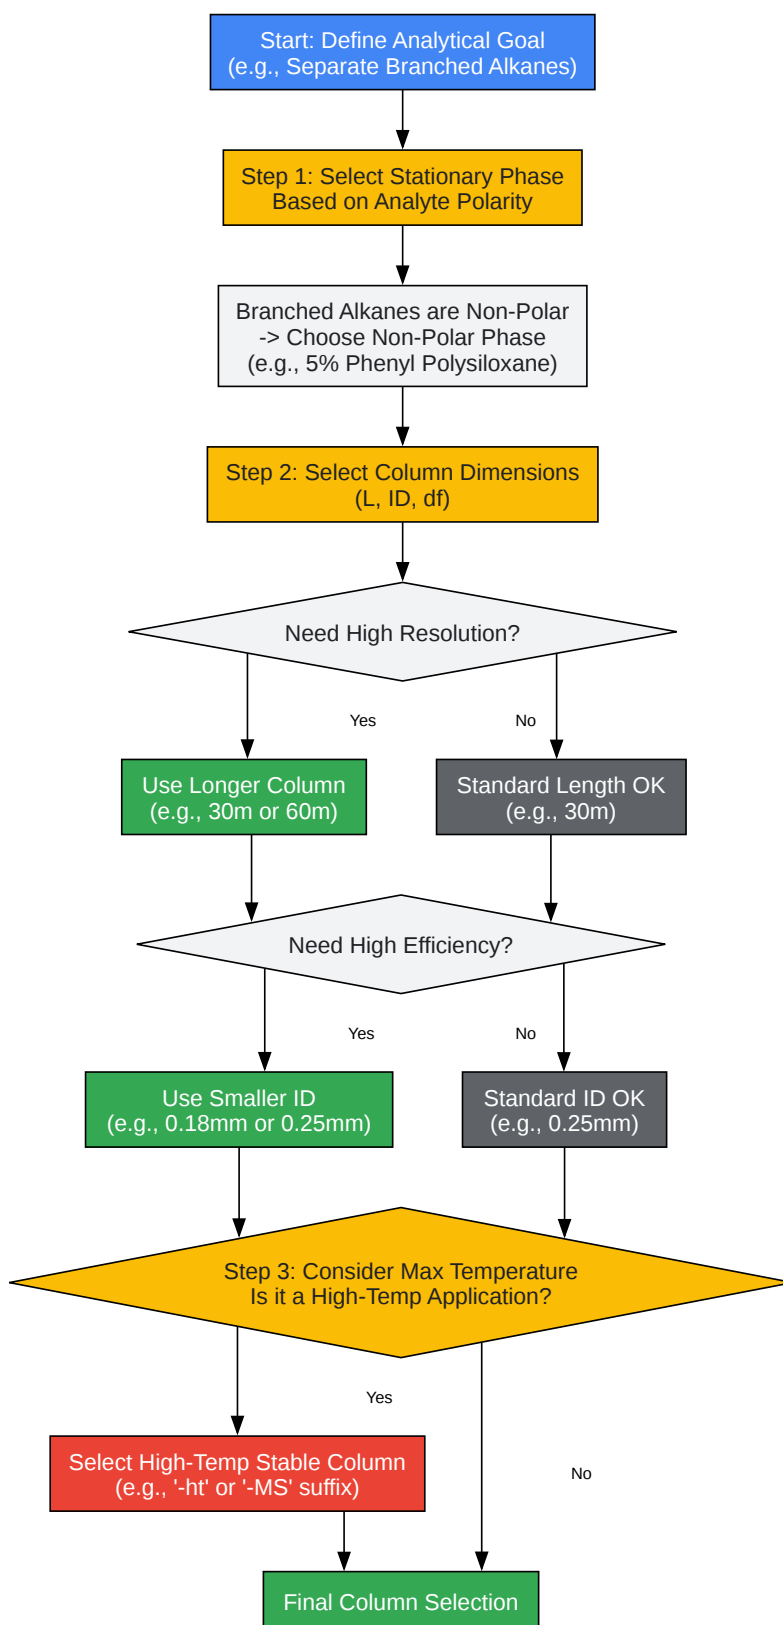 Start: Define Analytical Goal
(e.g., Separate Branched Alkanes)
Step 1: Select Stationary Phase
Based on Analyte Polarity
Branched Alkanes are Non-Polar
-> Choose Non-Polar Phase
(e.g., 5% Phenyl Polysiloxane)
Step 2: Select Column Dimensions
(L, ID, df)
Need High Resolution?
Yes
No
Use Longer Column
(e.g., 30m or 60m)
Standard Length OK
(e.g., 30m)
Need High Efficiency?
Yes
No
Use Smaller ID
(e.g., 0.18mm or 0.25mm)
Standard ID OK
(e.g., 0.25mm)
Step 3: Consider Max Temperature
Is it a High-Temp Application?
Yes
Select High-Temp Stable Column
(e.g., '-ht' or '-MS' suffix)
No
Final Column Selection